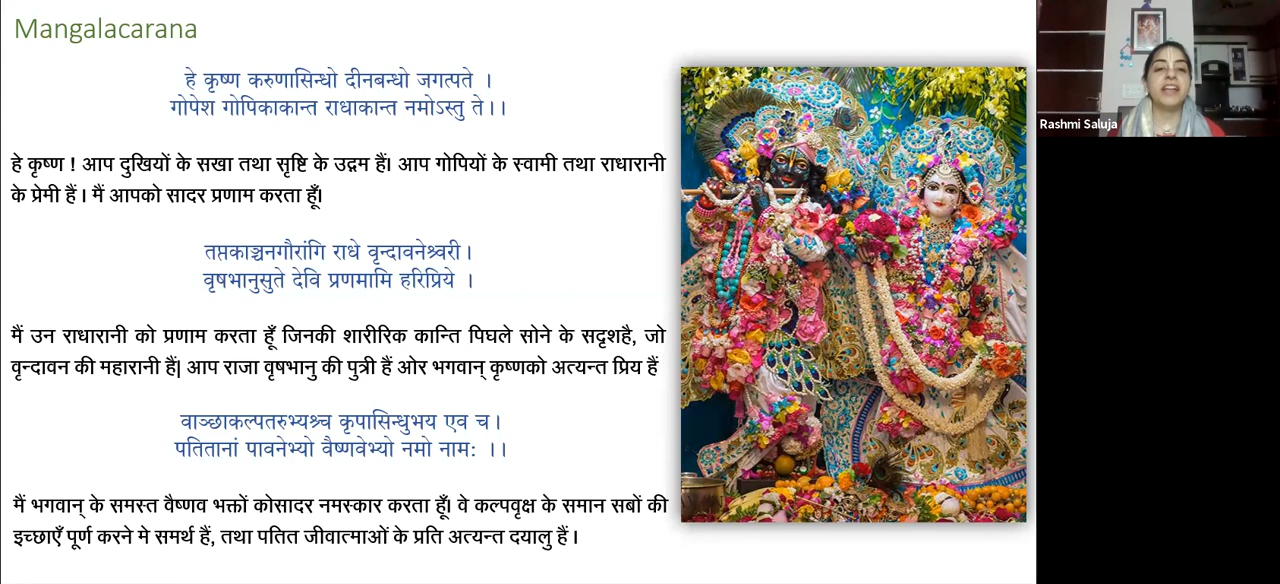 Mangalacarana
हे कृष्ण करुणासिन्धो दीनबन्धो जगत्पते ।
गोपेश गोपिकाकान्त राधाकान्त नमोऽस्तु ते।।
हे कृष्ण ! आप दुखियों के सखा तथा सृष्टि के उद्गम हैं। आप गोपियों के स्वामी तथा राधारानी
के प्रेमी हैं । मैं आपको सादर प्रणाम करता हूँ।
तप्तकाञ्चनगौरांगि राधे वृन्दावनेश्वरी।
वृषभानुसुते देवि प्रणमामि हरिप्रिये ।
मैं उन राधारानी को प्रणाम करता हूँ जिनकी शारीरिक कान्ति पिघले सोने के सदृशहै, जो
वृन्दावन की महारानी हैं| आप राजा वृषभानु की पुत्री हैं ओर भगवान् कृष्णको अत्यन्त प्रिय हैं
वाञ्छाकल्पतरुभ्यश्च कृपासिन्धुभय एव च।
पतितानां पावनेभ्यो वैष्णवेभ्यो नमो नामः ।।
मैं भगवान् के समस्त वैष्णव भक्तों कोसादर नमस्कार करता हूँ। वे कल्पवृक्ष के समान सबों की
इच्छाएँ पूर्ण करने मे समर्थ हैं, तथा पतित जीवात्माओं के प्रति अत्यन्त दयालु हैं ।
Rashmi Saluja